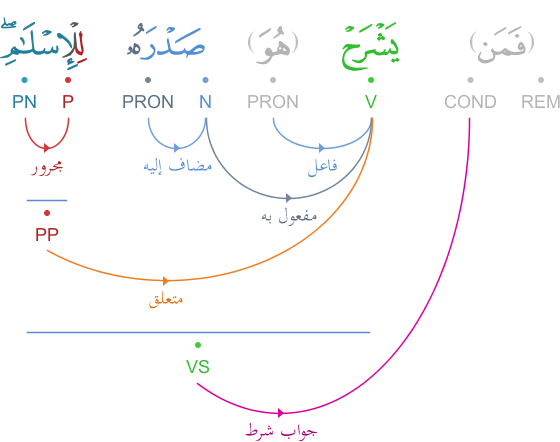 (فَمَن) يَشْرَحْ (هُوَ) صَدْرَهُۥ لِلْإِسْلَٰمِ ۖ
REM COND V PRON N PRON P PN
فاعل مضاف إليه مجرور
مفعول به
PP
متعلق
VS
جواب شرط